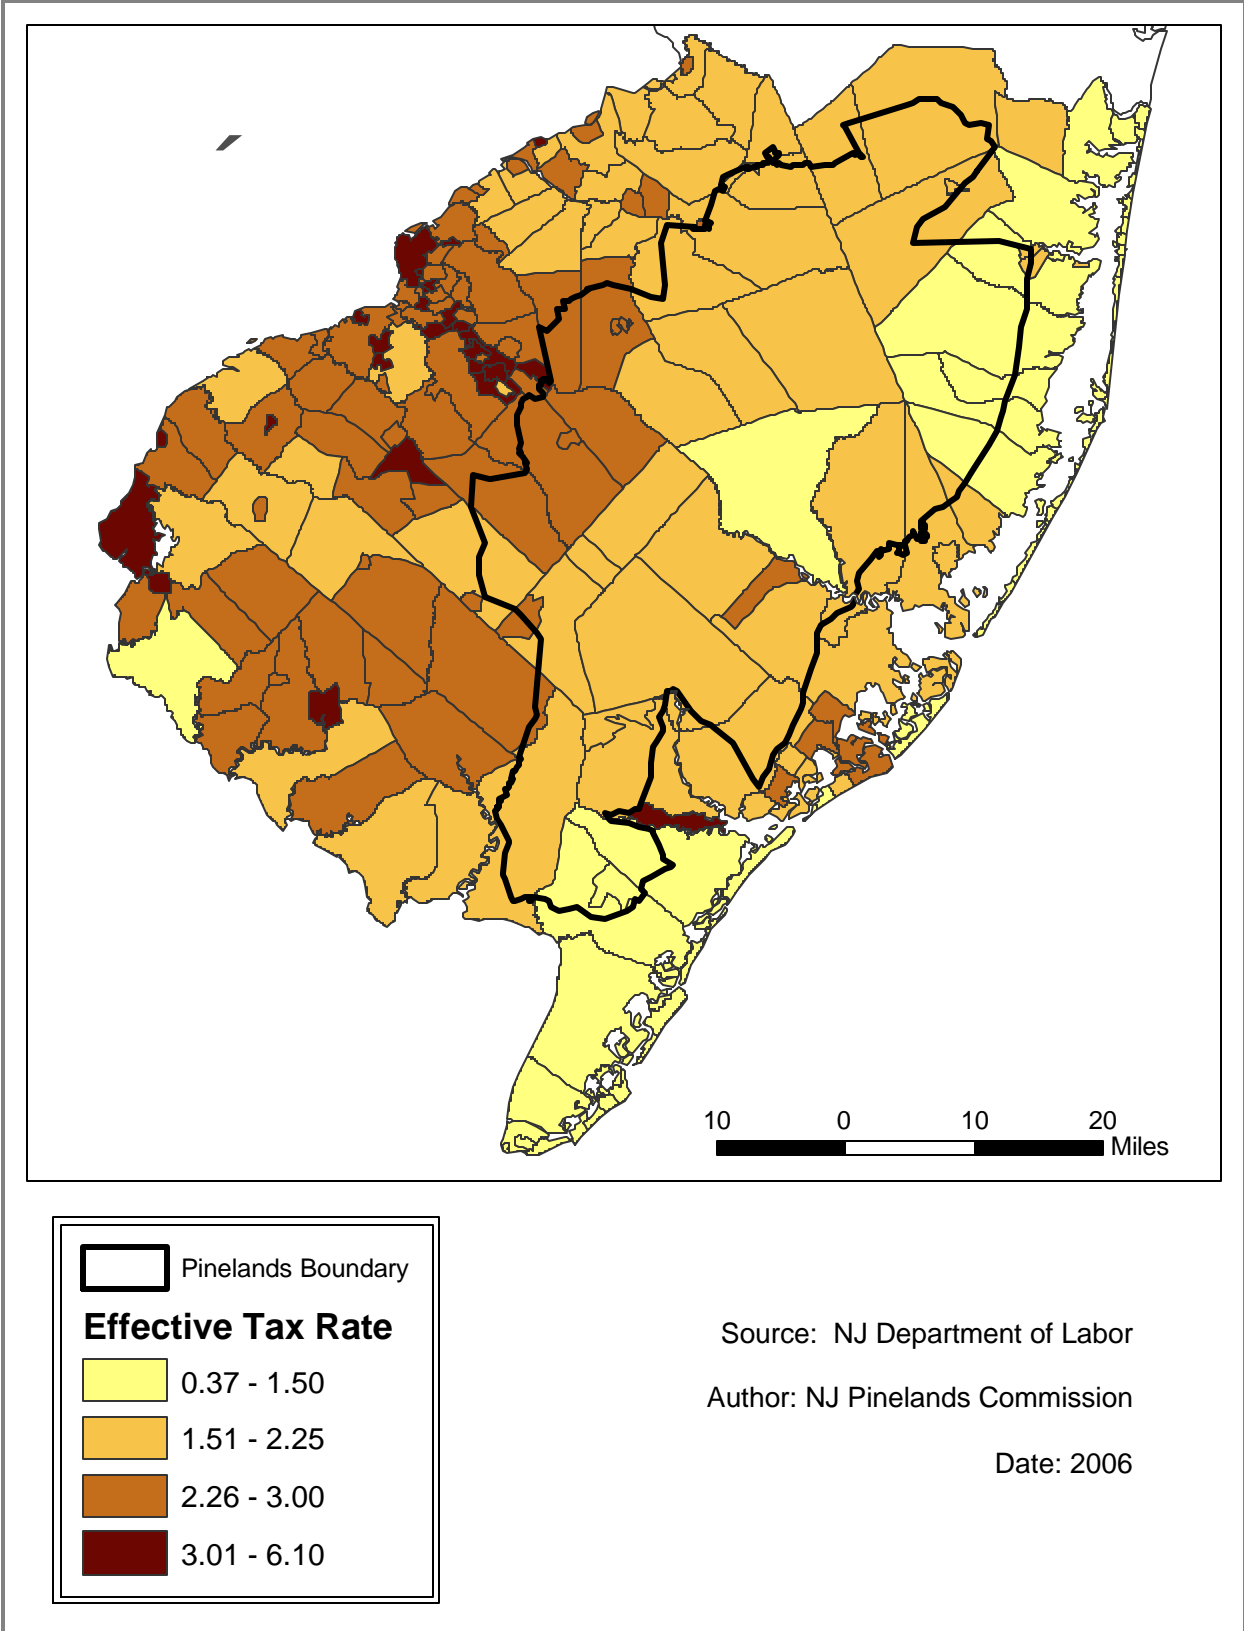 10 0 10 20
Miles
Pinelands Boundary
Effective Tax Rate
0.37 - 1.50
1.51 - 2.25
2.26 - 3.00
3.01 - 6.10
Source: NJ Department of Labor
Author: NJ Pinelands Commission
Date: 2006